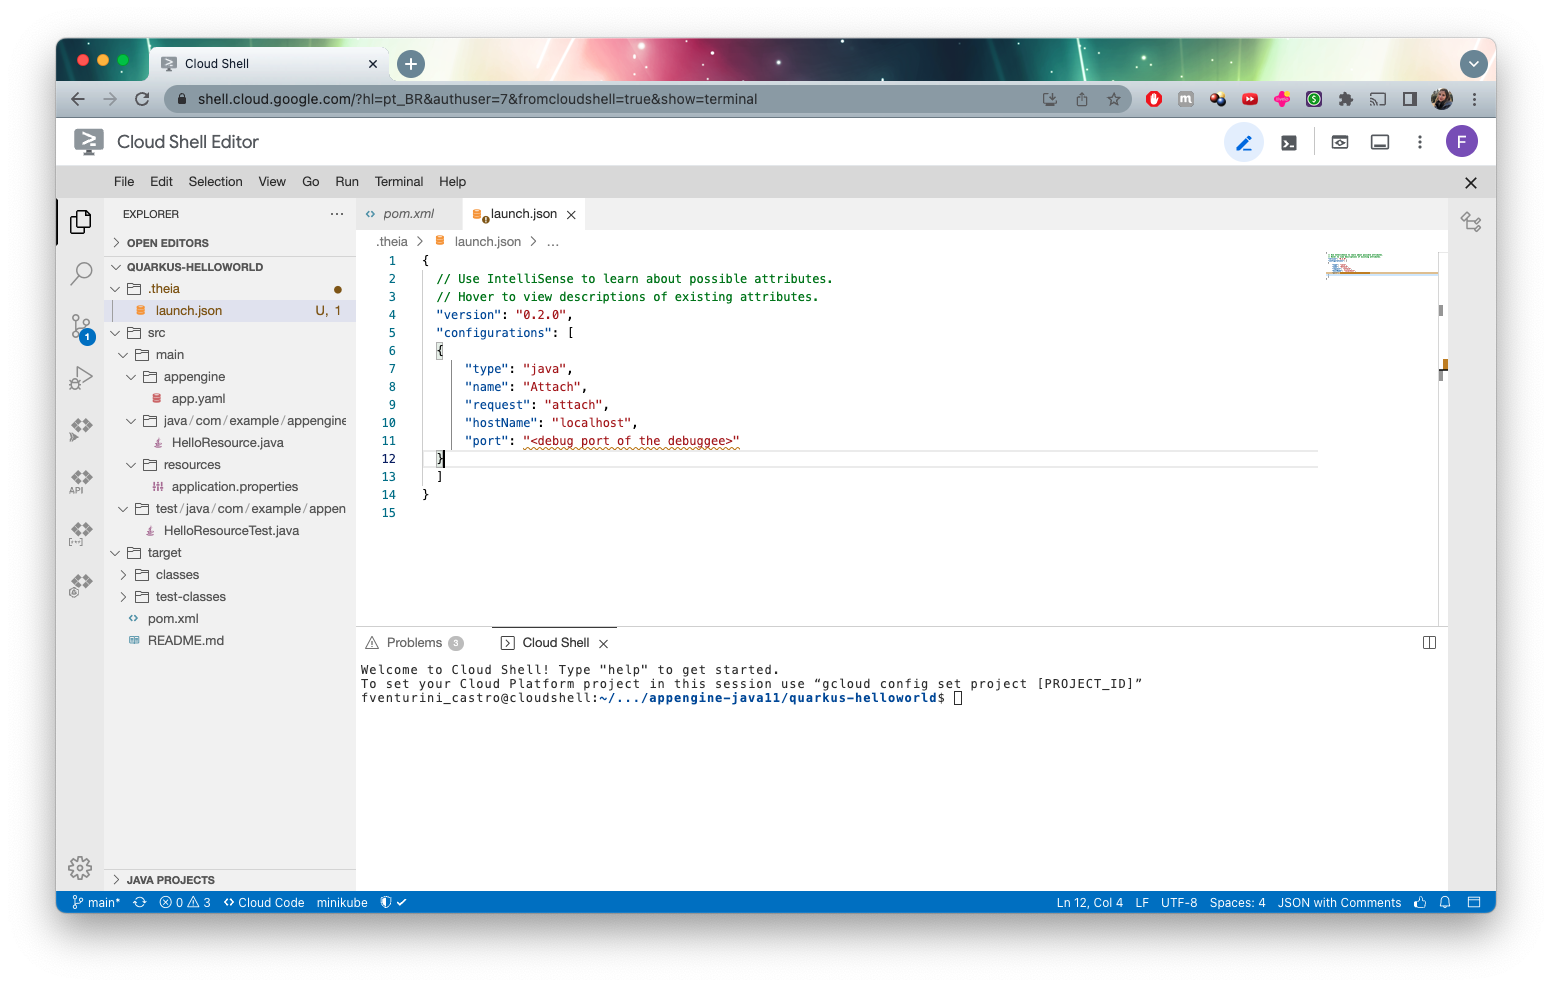 Cloud Shell
shell.cloud.google.com/?hl=pt_BR&authuser=7&fromcloudshell=true&show=terminal
Cloud Shell Editor
F
File Edit Selection View Go Run Terminal Help
EXPLORER
OPEN EDITORS
QUARKUS-HELLOWORLD
.theia
launch.json U, 1
src
main
appengine
app.yaml
java/com/example/appengine
HelloResource.java
resources
application.properties
test/java/com/example/appen
HelloResourceTest.java
target
classes
test-classes
pom.xml
README.md
JAVA PROJECTS
1
API
pom.xml launch.json
.theia > launch.json > ...
1 {
2 // Use IntelliSense to learn about possible attributes.
3 // Hover to view descriptions of existing attributes.
4 "version": "0.2.0",
5 "configurations": [
6 {
7 "type": "java",
8 "name": "Attach",
9 "request": "attach",
10 "hostName": "localhost",
11 "port": "<debug port of the debuggee>"
12 }
13 ]
14 }
15
Problems 3 Cloud Shell
Welcome to Cloud Shell! Type "help" to get started.
To set your Cloud Platform project in this session use “gcloud config set project [PROJECT_ID]”
fventurini_castro@cloudshell:~/.../appengine-java11/quarkus-helloworld$
main* 0 3 Cloud Code minikube Ln 12, Col 4 LF UTF-8 Spaces: 4 JSON with Comments